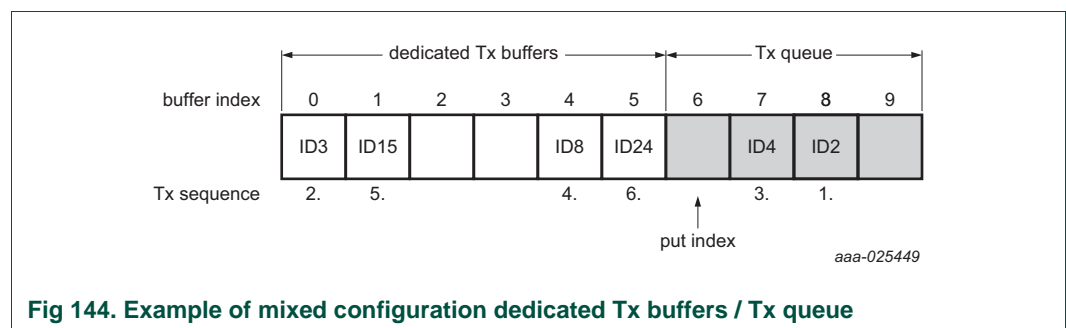 dedicated Tx buffers Tx queue
buffer index 0 1 2 3 4 5 6 7 8 9
ID3 ID15 ID8 ID24 ID4 ID2
Tx sequence 2. 5. 4. 6. 3. 1.
put index
aaa-025449
Fig 144. Example of mixed configuration dedicated Tx buffers / Tx queue